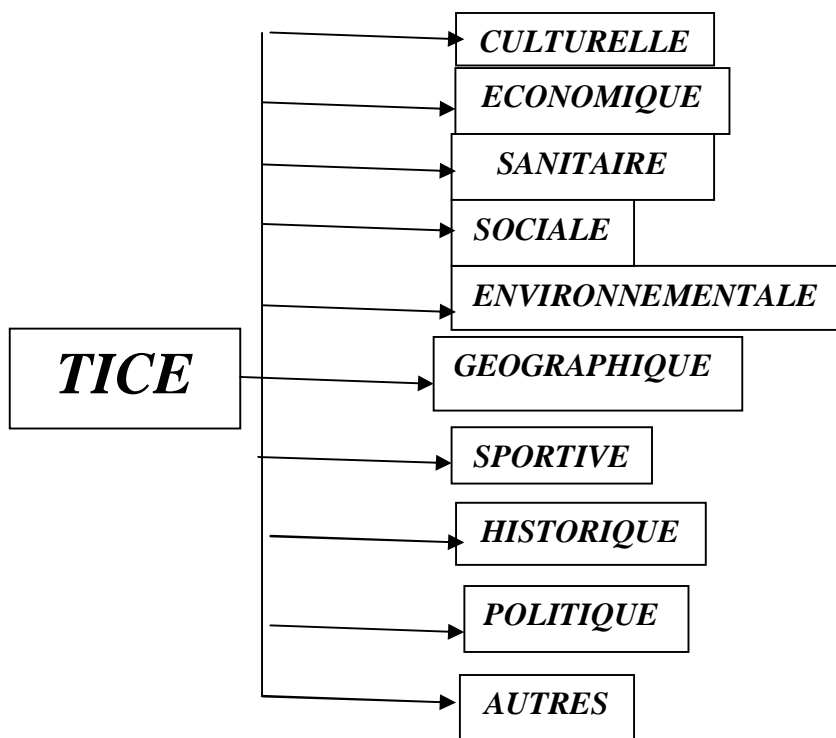 CULTURELLE
ECONOMIQUE
SANITAIRE
SOCIALE
ENVIRONNEMENTALE
TICE
GEOGRAPHIQUE
SPORTIVE
HISTORIQUE
POLITIQUE
AUTRES